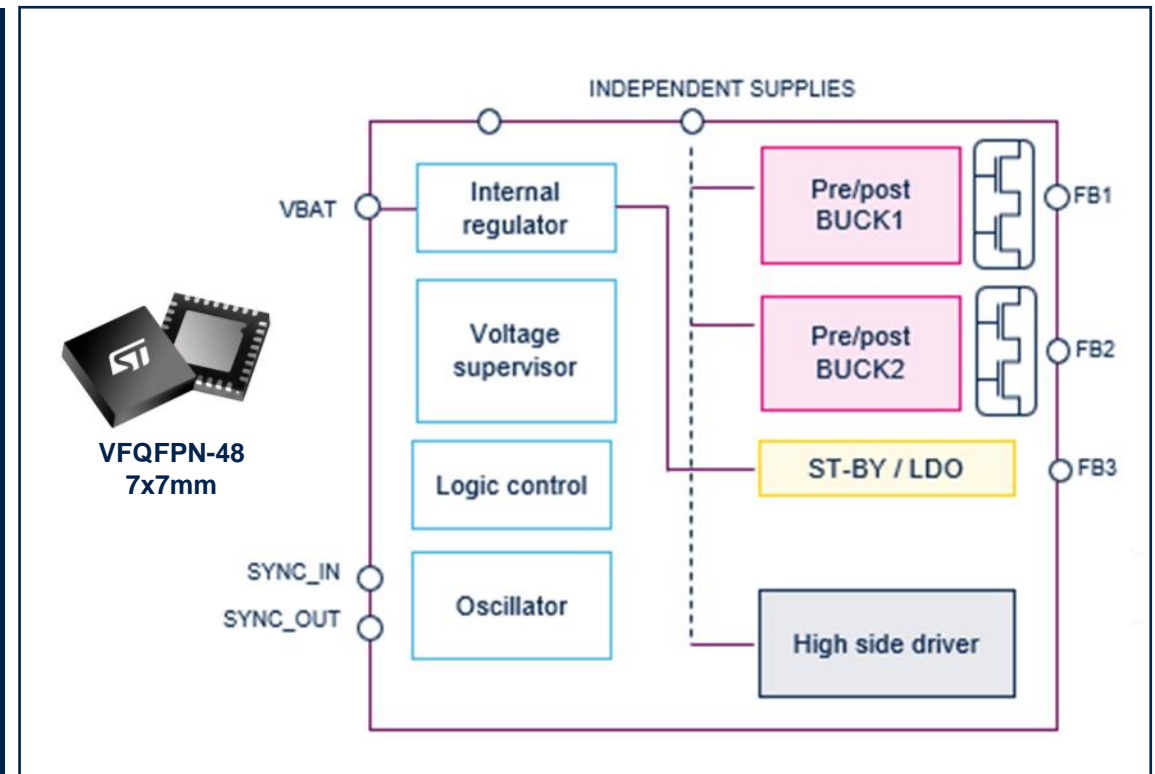 INDEPENDENT SUPPLIES
VBAT
Internal
regulator
Pre/post
BUCK1
FB1
Voltage
supervisor
Pre/post
BUCK2
FB2
ST
VFQFPN-48
7x7mm
Logic control
ST-BY / LDO
FB3
SYNC_IN
SYNC_OUT
Oscillator
High side driver